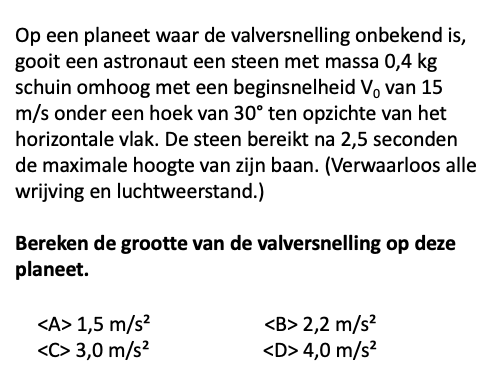 Op een planeet waar de valversnelling onbekend is,
gooit een astronaut een steen met massa 0,4 kg
schuin omhoog met een beginsnelheid V₀ van 15
m/s onder een hoek van 30° ten opzichte van het
horizontale vlak. De steen bereikt na 2,5 seconden
de maximale hoogte van zijn baan. (Verwaarloos alle
wrijving en luchtweerstand.)
Bereken de grootte van de valversnelling op deze
planeet.
<A> 1,5 m/s² <B> 2,2 m/s²
<C> 3,0 m/s² <D> 4,0 m/s²